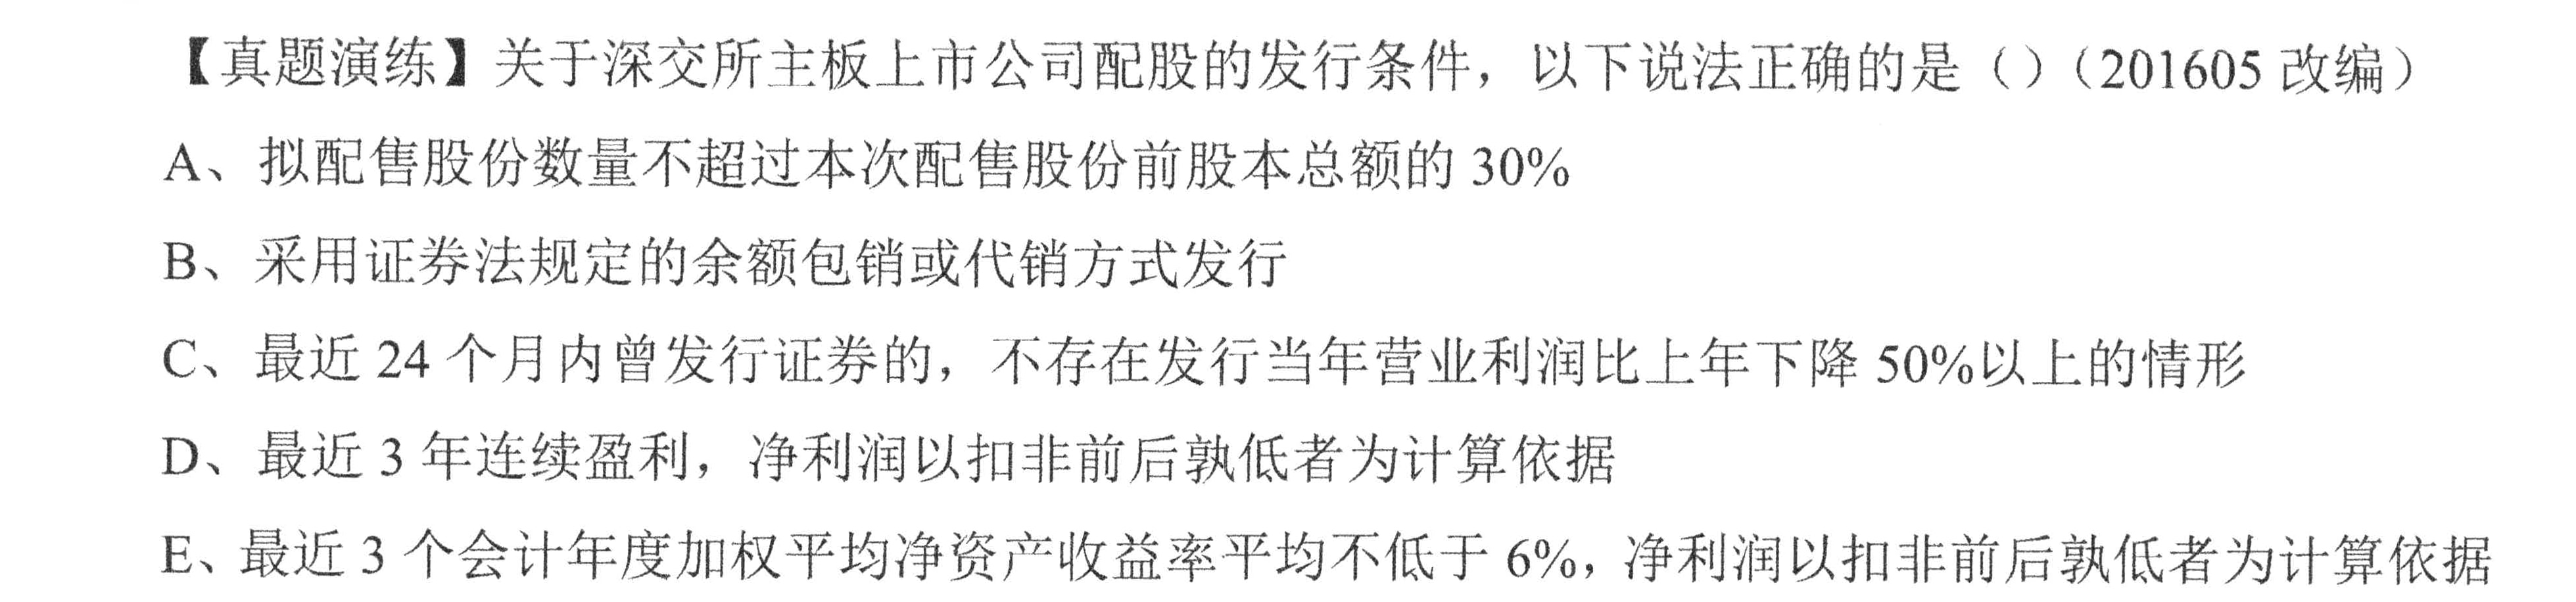 【真题演练】关于深交所主板上市公司配股的发行条件，以下说法正确的是（）（201605 改编）
A、拟配售股份数量不超过本次配售股份前股本总额的 30%
B、采用证券法规定的余额包销或代销方式发行
C、最近 24 个月内曾发行证券的，不存在发行当年营业利润比上年下降 50%以上的情形
D、最近 3 年连续盈利，净利润以扣非前后孰低者为计算依据
E、最近 3 个会计年度加权平均净资产收益率平均不低于 6%，净利润以扣非前后孰低者为计算依据